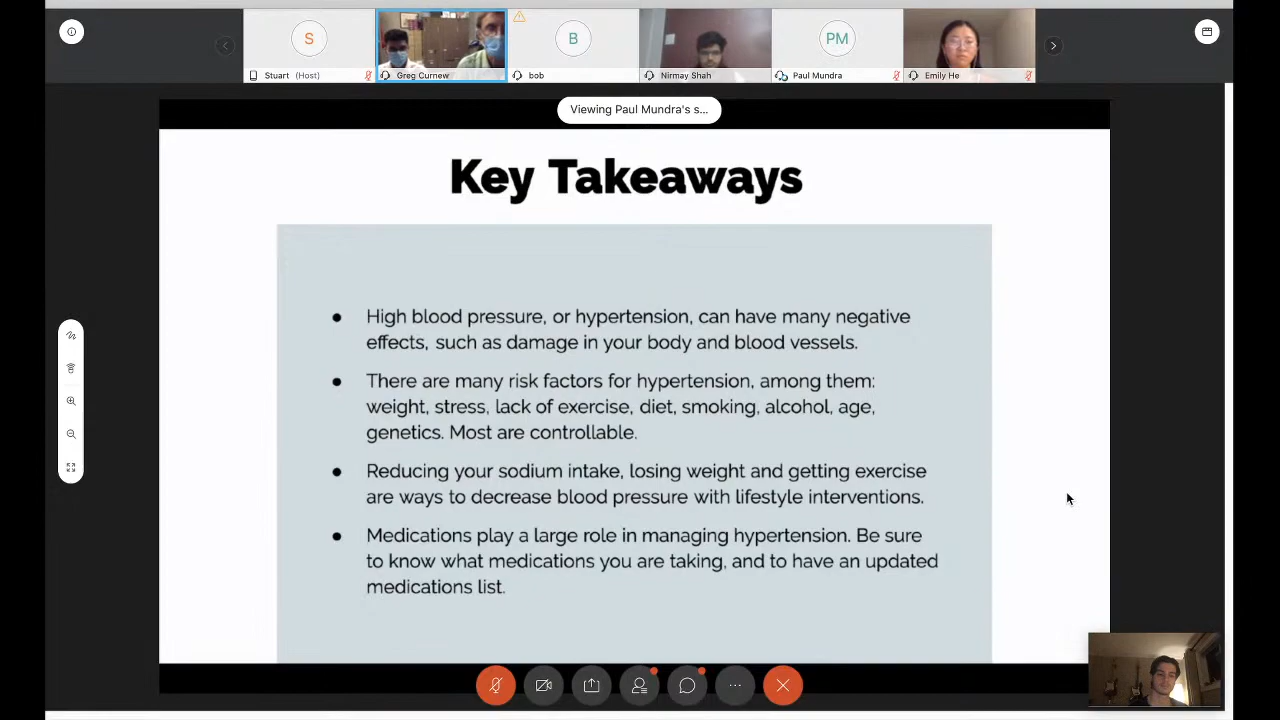 S
B
PM
Stuart (Host)
Greg Curnew
bob
Nirmay Shah
Paul Mundra
Emily He
Viewing Paul Mundra's s...
Key Takeaways
• High blood pressure, or hypertension, can have many negative
effects, such as damage in your body and blood vessels.
• There are many risk factors for hypertension, among them:
weight, stress, lack of exercise, diet, smoking, alcohol, age,
genetics. Most are controllable.
• Reducing your sodium intake, losing weight and getting exercise
are ways to decrease blood pressure with lifestyle interventions.
• Medications play a large role in managing hypertension. Be sure
to know what medications you are taking, and to have an updated
medications list.